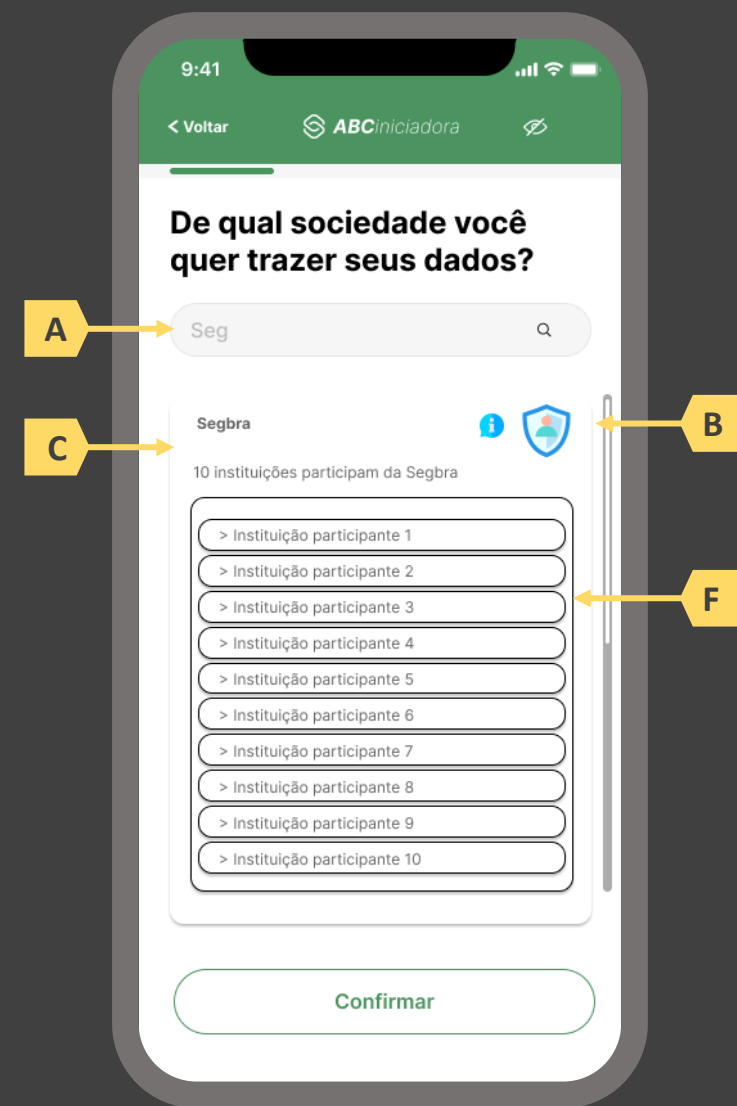 9:41
< Voltar
ABCiniciadora
De qual sociedade você
quer trazer seus dados?
A
Seg
B
Segbra
C
10 instituições participam da Segbra
> Instituição participante 1
> Instituição participante 2
> Instituição participante 3
F
> Instituição participante 4
> Instituição participante 5
> Instituição participante 6
> Instituição participante 7
> Instituição participante 8
> Instituição participante 9
> Instituição participante 10
Confirmar